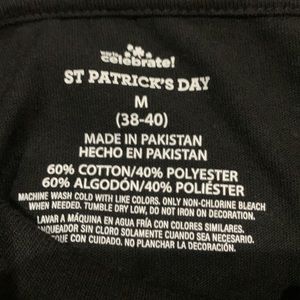 celebrate!
ST PATRICK'S DAY
M
(38-40)
MADE IN PAKISTAN
HECHO EN PAKISTAN
60% COTTON/40% POLYESTER
60% ALGODÓN/40% POLIÉSTER
MACHINE WASH COLD WITH LIKE COLORS. ONLY NON-CHLORINE BLEACH
WHEN NEEDED. TUMBLE DRY LOW, DO NOT IRON ON DECORATION.
LAVAR A MÁQUINA EN AGUA FRÍA CON COLORES SIMILARES.
SIN CLORO SOLAMENTE CUANDO SEA NECESARIO.
CON CUIDADO. NO PLANCHAR LA DECORACIÓN.